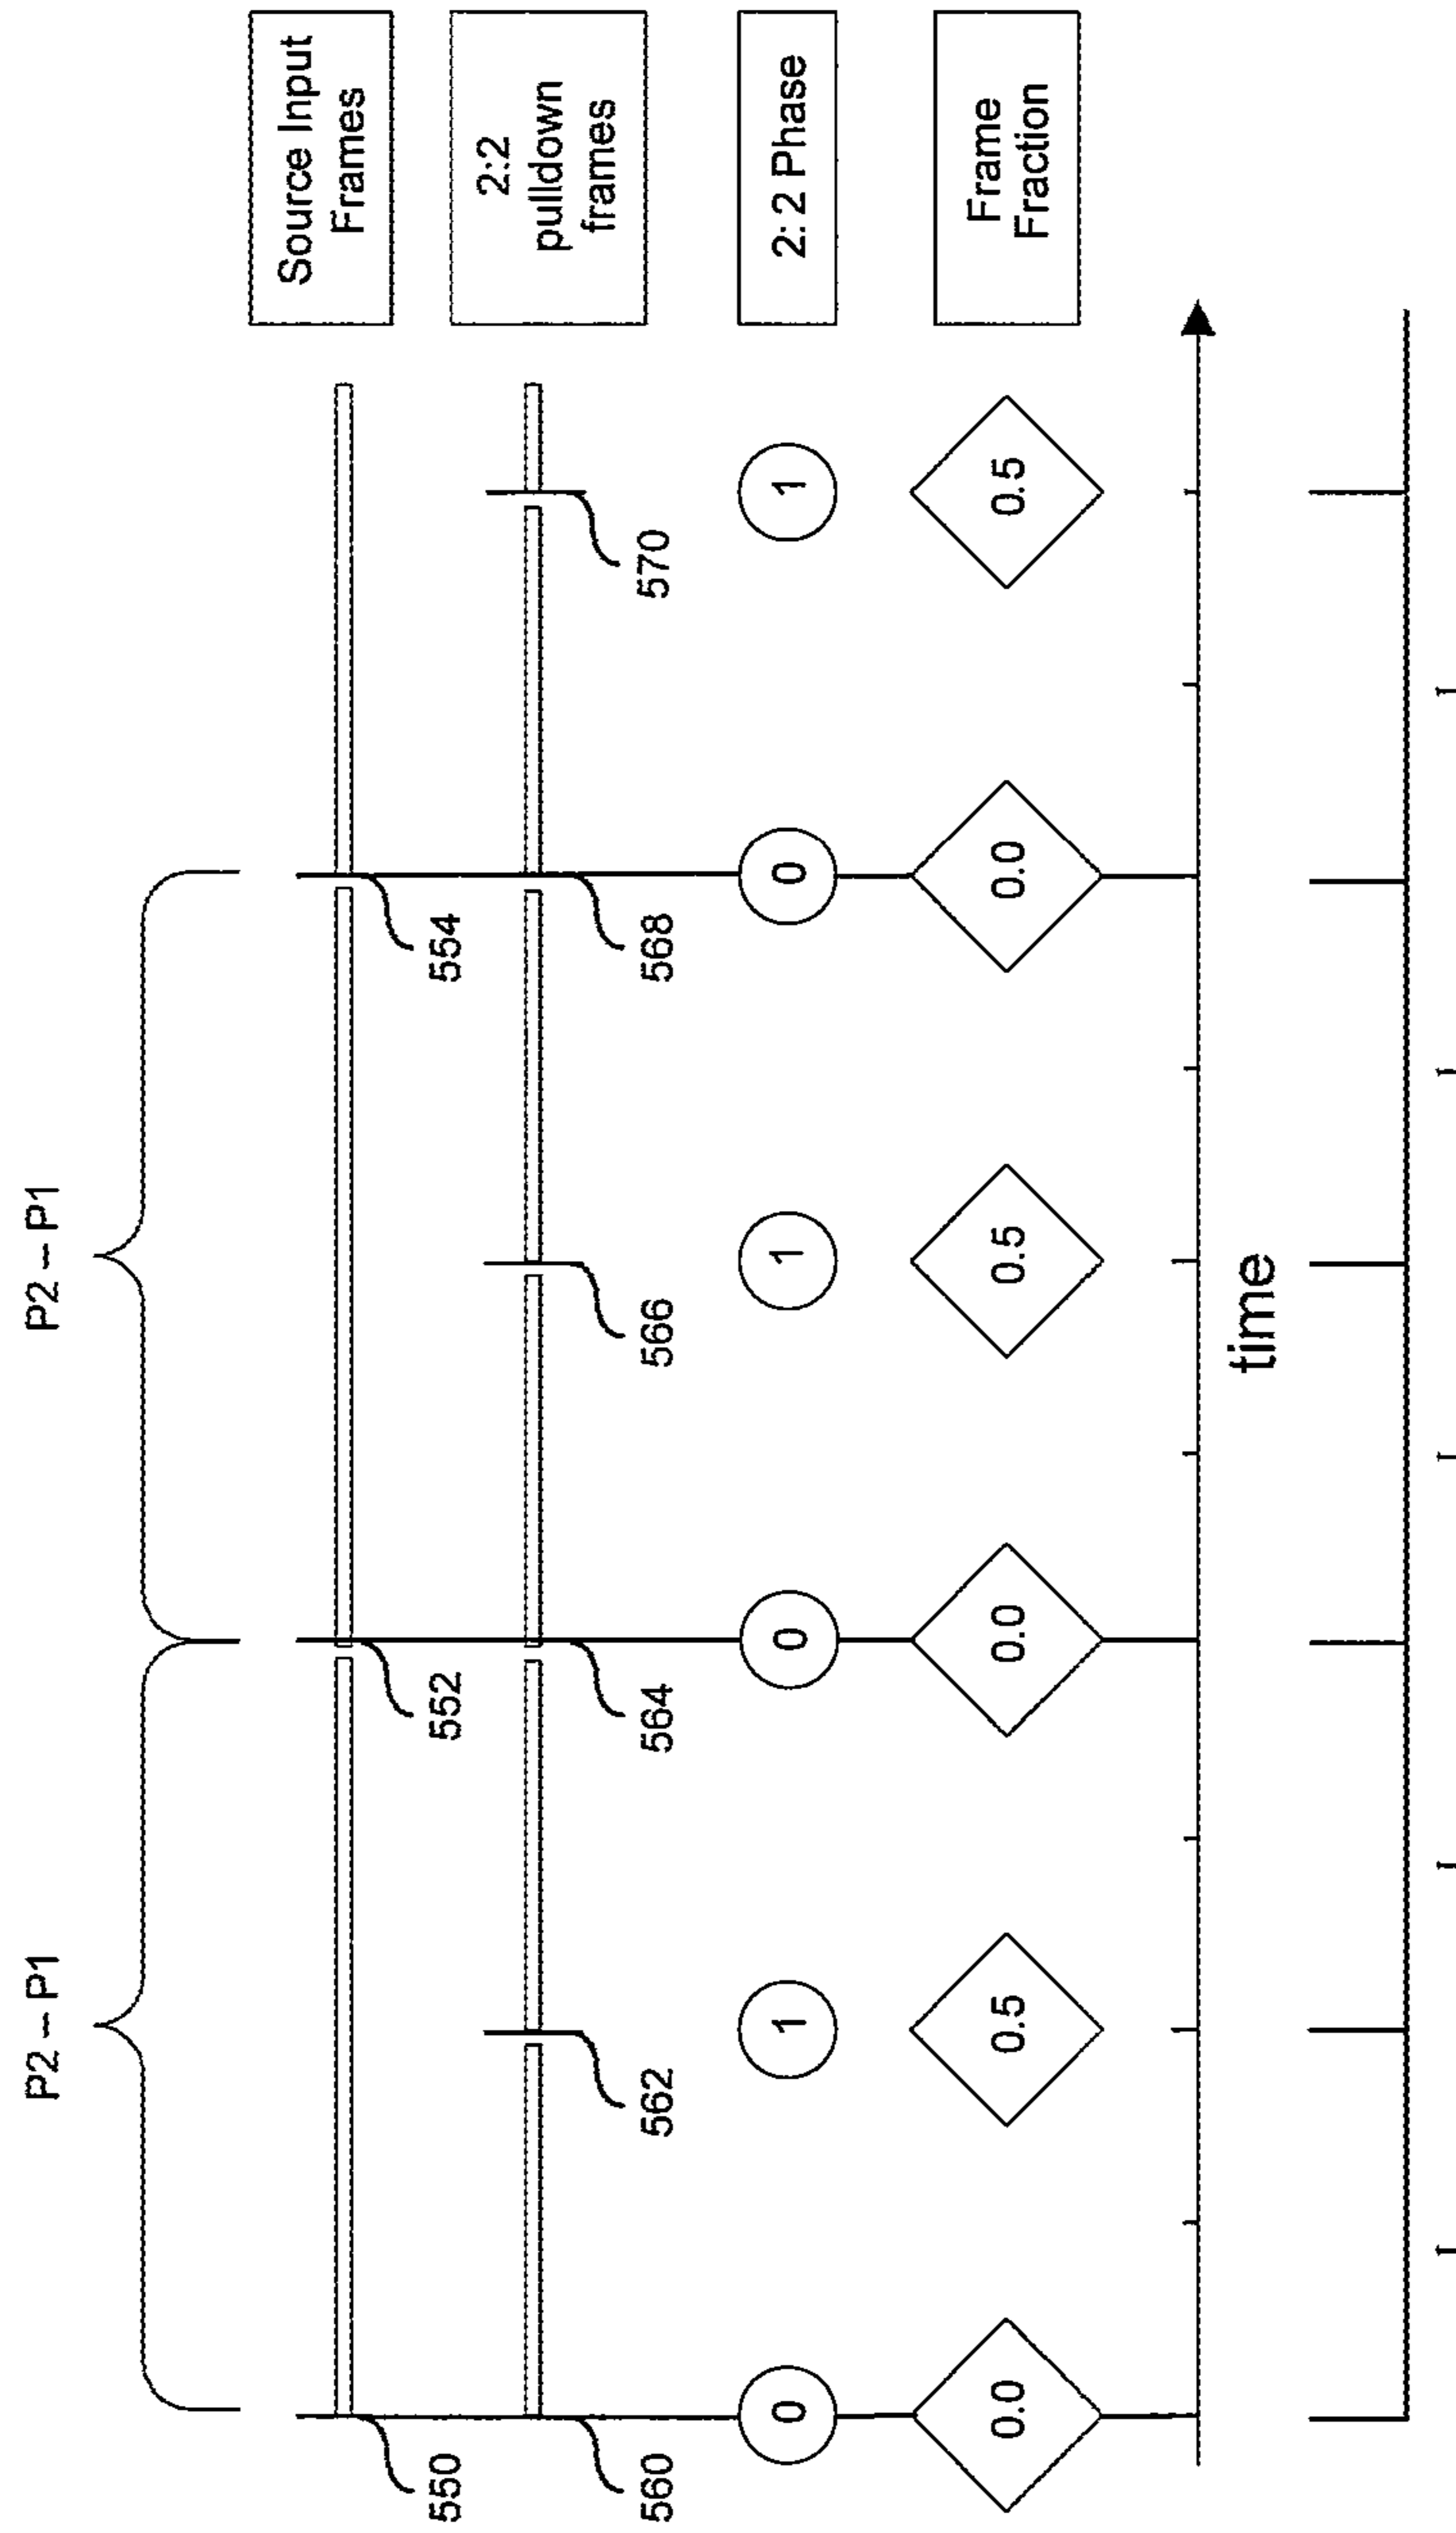 P2 – P1
P2 – P1
Source Input
Frames
550
552
554
2:2
pulldown
frames
560
562
564
566
568
570
0
1
0
1
0
1
2: 2 Phase
0.0
0.5
0.0
0.5
0.0
0.5
Frame
Fraction
time